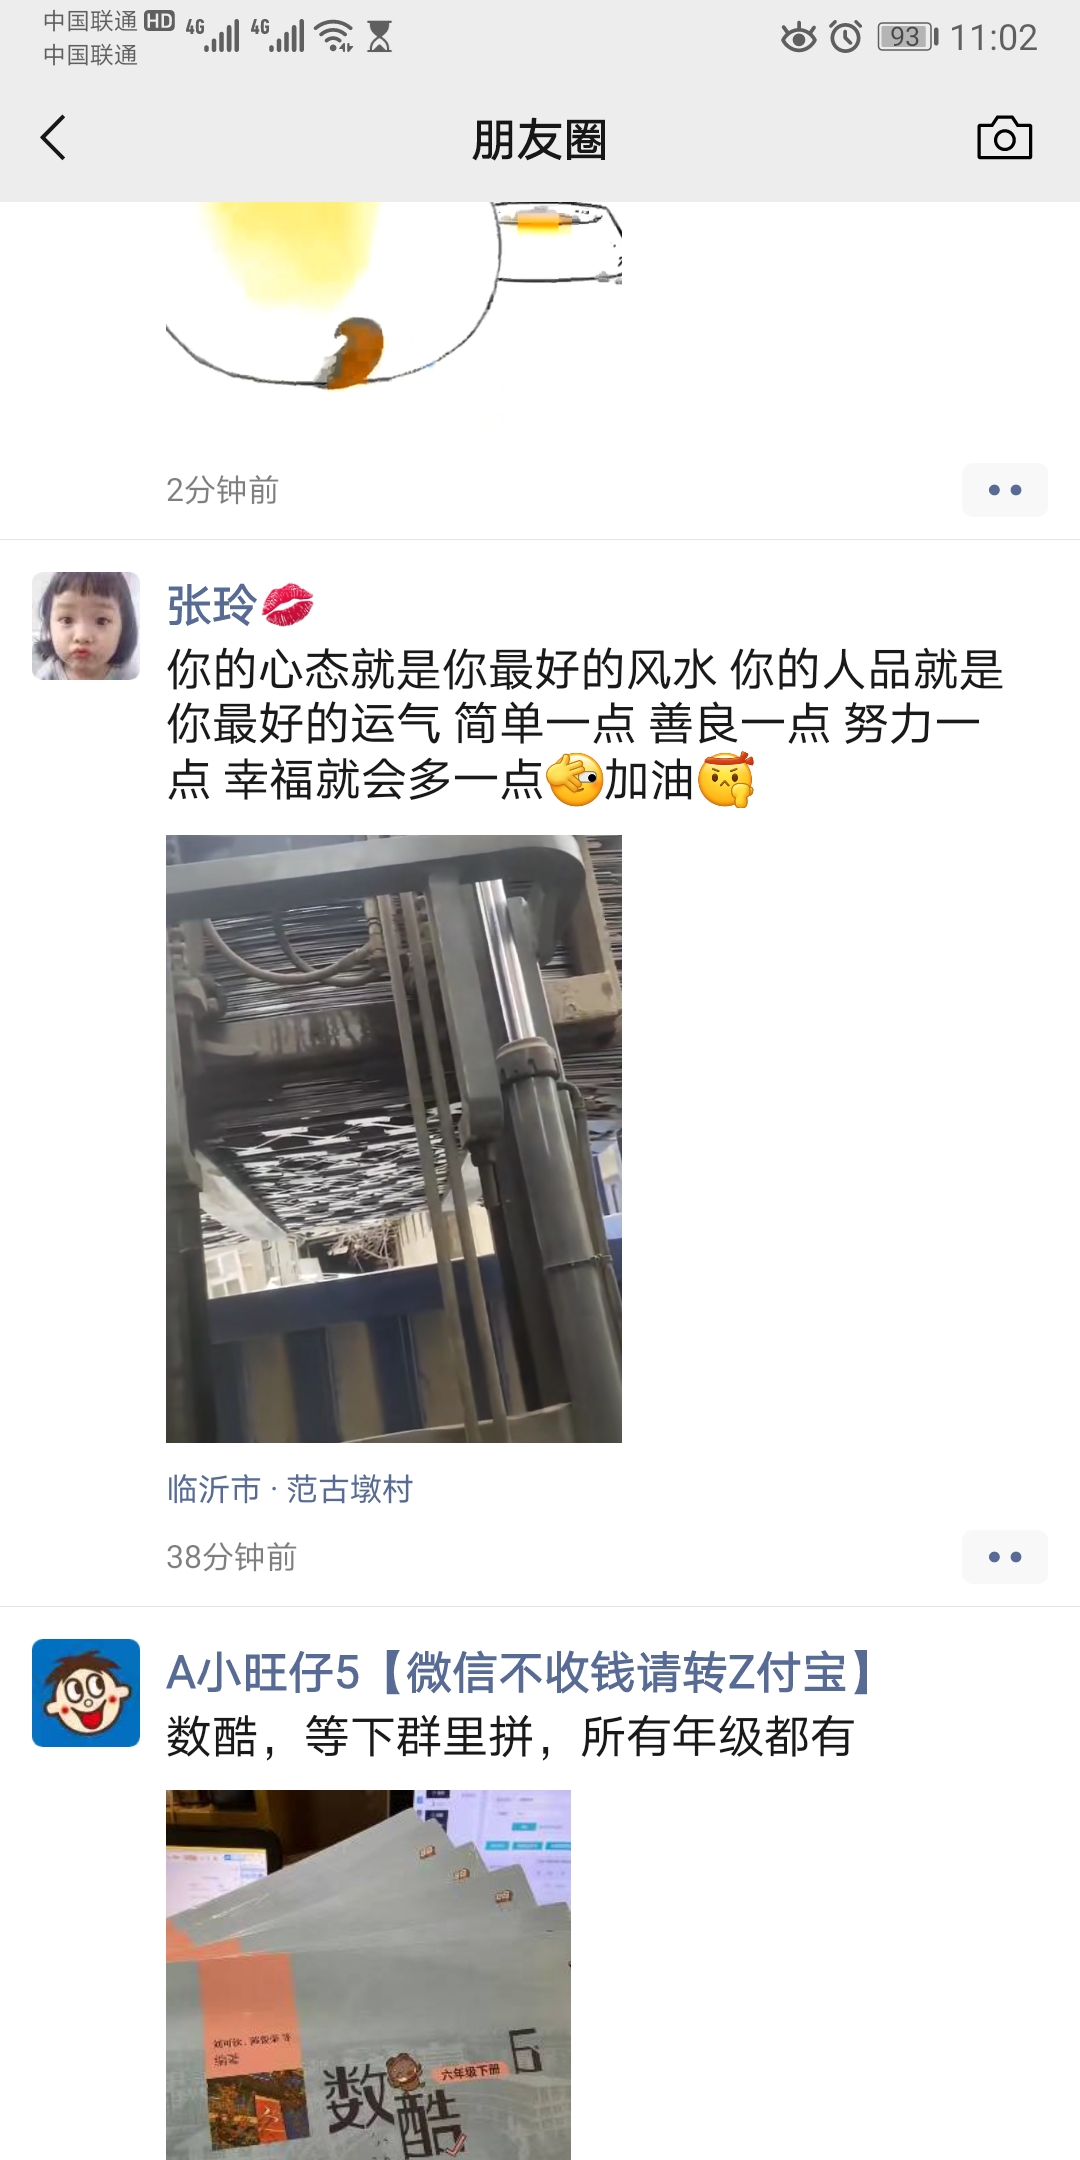 中国联通 HD 4G 4G 93 11:02
中国联通
朋友圈
2分钟前
张玲
你的心态就是你最好的风水 你的人品就是
你最好的运气 简单一点 善良一点 努力一
点 幸福就会多一点加油
临沂市 · 范古墩村
38分钟前
A小旺仔5【微信不收钱请转Z付宝】
数酷，等下群里拼，所有年级都有
六年级下册
6
数
酷